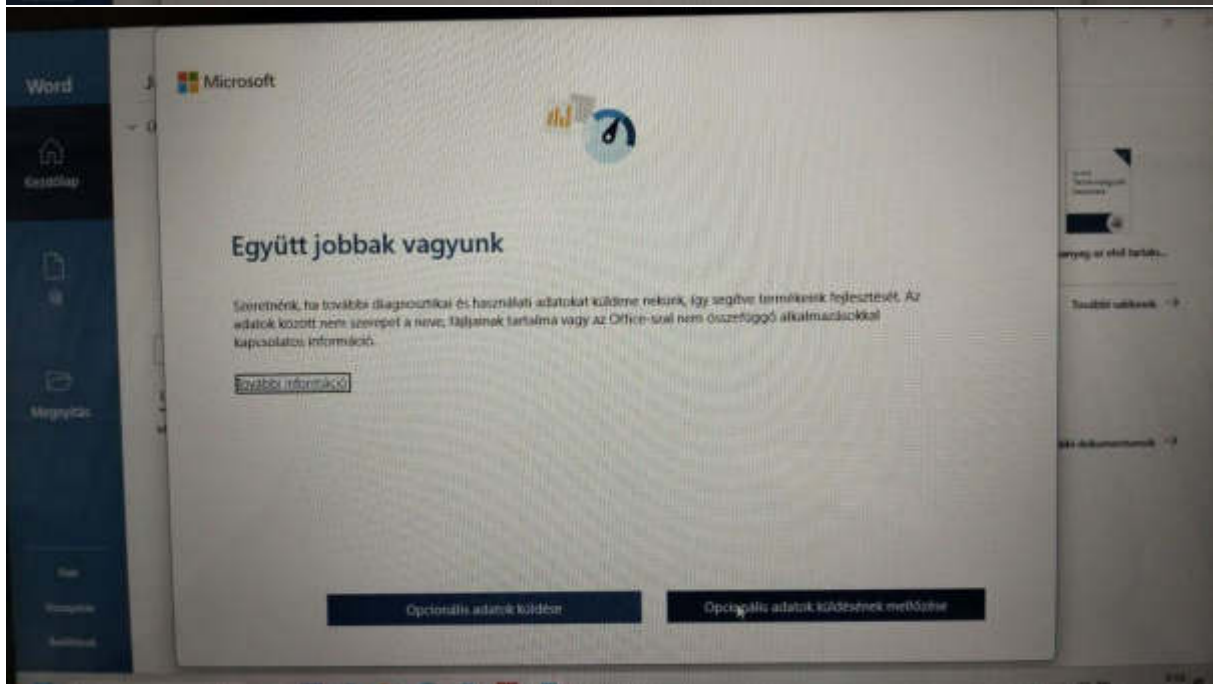 Word
Microsoft
Kezdőlap
Együtt jobbak vagyunk
Szeretnénk, ha további diagnosztikai és használati adatokat küldene nekünk, így segítve termékeink fejlesztését. Az
adatok között nem szerepel a neve, fájljainak tartalma vagy az Office-szal nem összefüggő alkalmazásokkal
kapcsolatos információ.
További információ
Megnyitás
Opcionális adatok küldése
Opcionális adatok küldésének mellőzése